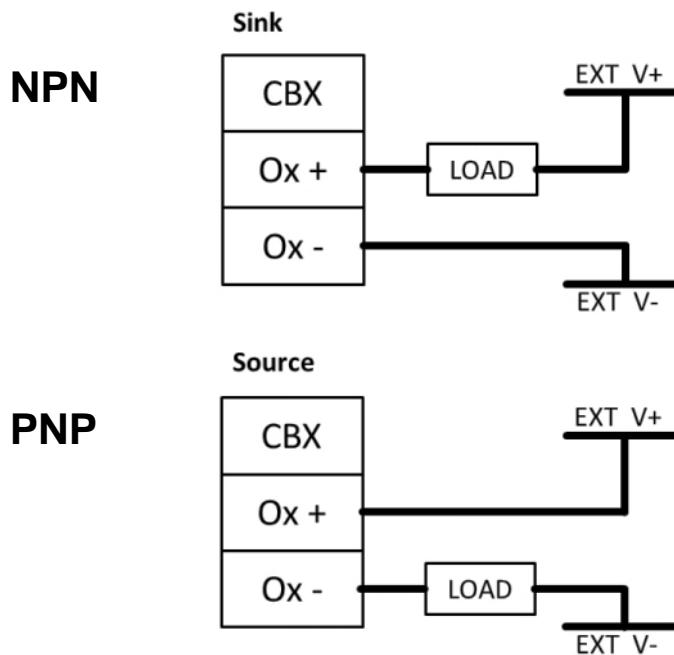 Sink
NPN
CBX
EXT V+
Ox +
LOAD
Ox -
EXT V-
Source
PNP
CBX
EXT V+
Ox +
Ox -
LOAD
EXT V-